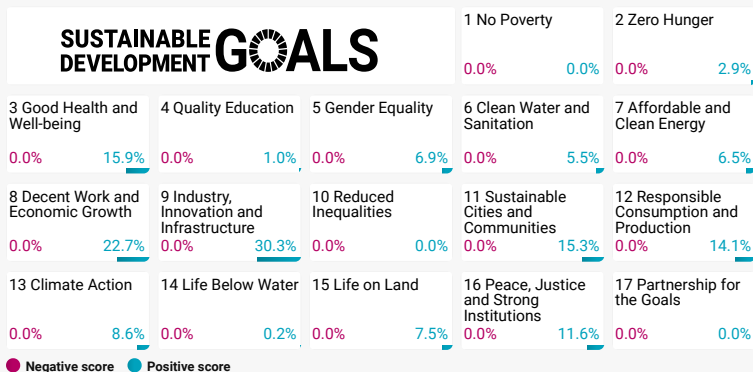 SUSTAINABLE
DEVELOPMENT
GOALS
1 No Poverty
0.0% 0.0%
2 Zero Hunger
0.0% 2.9%
3 Good Health and
Well-being
0.0% 15.9%
4 Quality Education
0.0% 1.0%
5 Gender Equality
0.0% 6.9%
6 Clean Water and
Sanitation
0.0% 5.5%
7 Affordable and
Clean Energy
0.0% 6.5%
8 Decent Work and
Economic Growth
0.0% 22.7%
9 Industry,
Innovation and
Infrastructure
0.0% 30.3%
10 Reduced
Inequalities
0.0% 0.0%
11 Sustainable
Cities and
Communities
0.0% 15.3%
12 Responsible
Consumption and
Production
0.0% 14.1%
13 Climate Action
0.0% 8.6%
14 Life Below Water
0.0% 0.2%
15 Life on Land
0.0% 7.5%
16 Peace, Justice
and Strong
Institutions
0.0% 11.6%
17 Partnership for
the Goals
0.0% 0.0%
Negative score Positive score